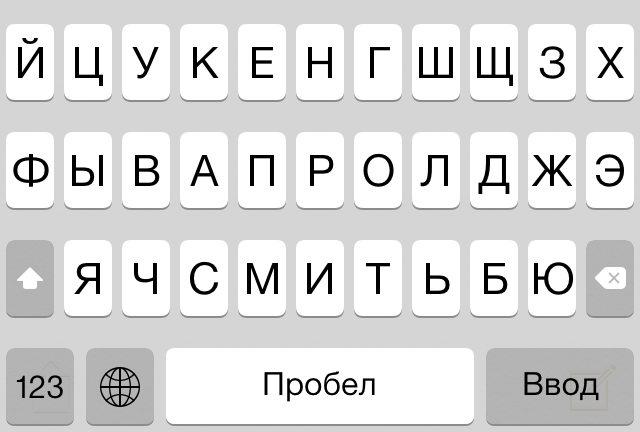 Й Ц У К Е Н Г Ш Щ З Х
Ф Ы В А П Р О Л Д Ж Э
Я Ч С М И Т Ь Б Ю
123 Пробел Ввод